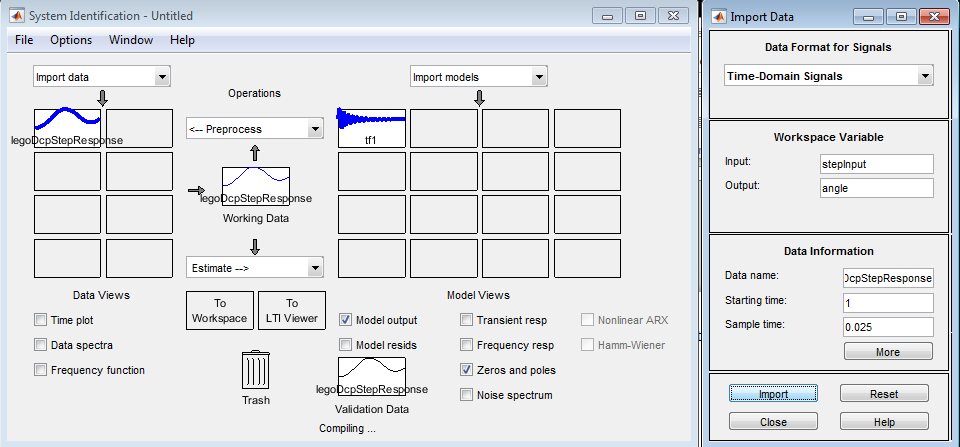 System Identification - Untitled
File Options Window Help
Import data
Import models
Operations
<-- Preprocess
legoDcpStepResponse
tf1
legoDcpStepResponse
Working Data
Estimate -->
Data Views
Time plot
Data spectra
Frequency function
To Workspace
To LTI Viewer
Trash
Model Views
Model output
Transient resp
Nonlinear ARX
Model resids
Frequency resp
Hamm-Wiener
Zeros and poles
Noise spectrum
legoDcpStepResponse
Validation Data
Compiling ...
Import Data
Data Format for Signals
Time-Domain Signals
Workspace Variable
Input: stepInput
Output: angle
Data Information
Data name: DcpStepResponse
Starting time: 1
Sample time: 0.025
More
Import Reset
Close Help